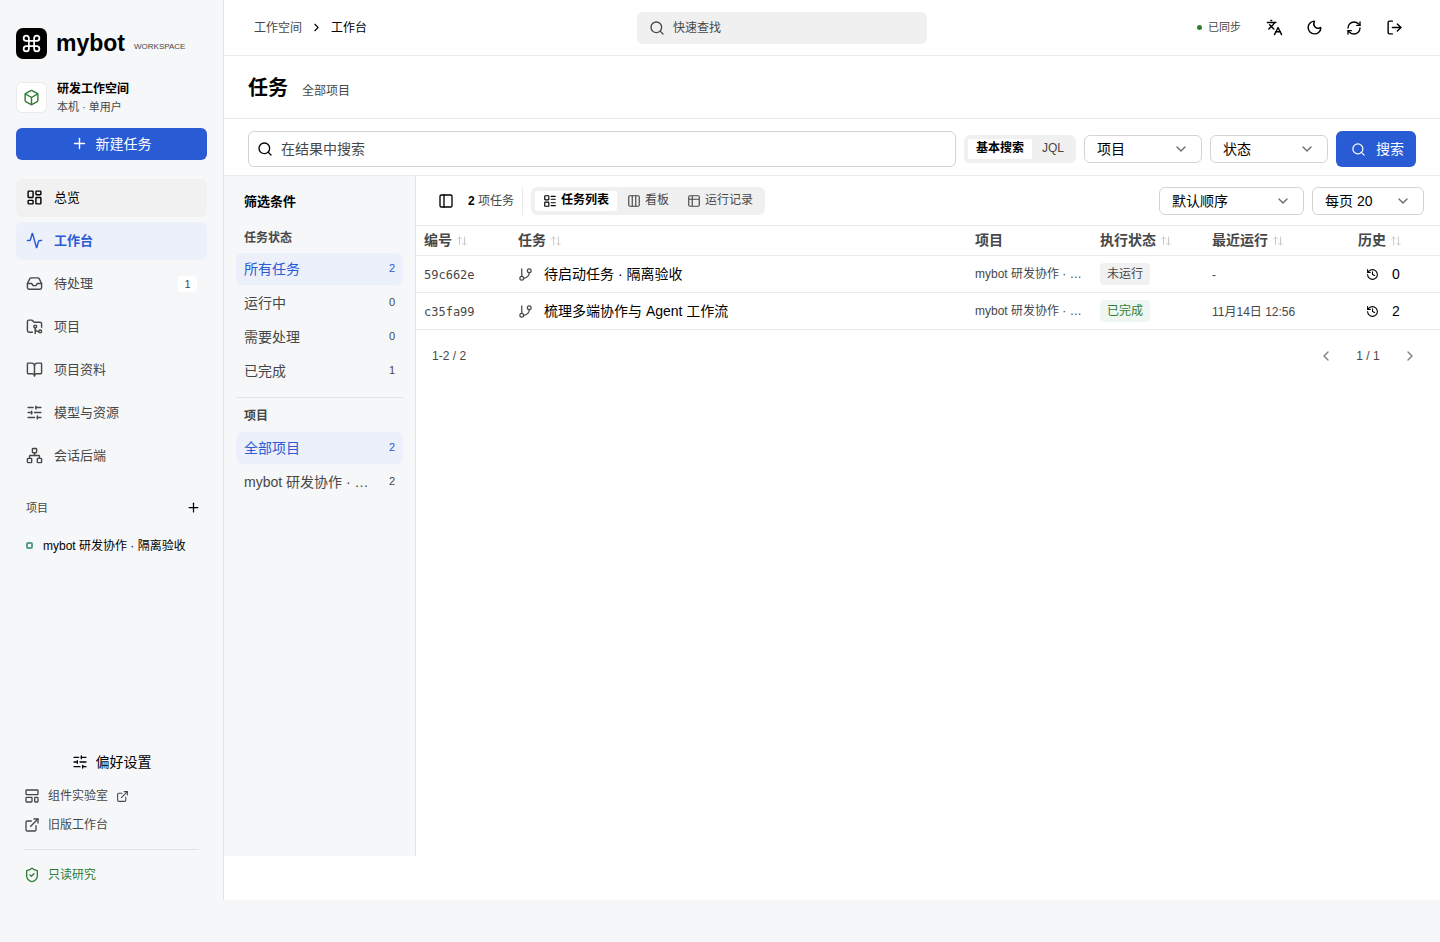 mybot WORKSPACE
研发工作空间
本机 · 单用户
新建任务
总览
工作台
待处理 1
项目
项目资料
模型与资源
会话后端
项目
mybot 研发协作 · 隔离验收
偏好设置
组件实验室
旧版工作台
只读研究
工作空间 工作台
快速查找
已同步
任务 全部项目
在结果中搜索
基本搜索 JQL
项目
状态
搜索
筛选条件
任务状态
所有任务 2
运行中 0
需要处理 0
已完成 1
项目
全部项目 2
mybot 研发协作 · … 2
2 项任务
任务列表 看板 运行记录
默认顺序
每页 20
编号 任务 项目 执行状态 最近运行 历史
59c662e 待启动任务 · 隔离验收 mybot 研发协作 · … 未运行 - 0
c35fa99 梳理多端协作与 Agent 工作流 mybot 研发协作 · … 已完成 11月14日 12:56 2
1-2 / 2
1 / 1